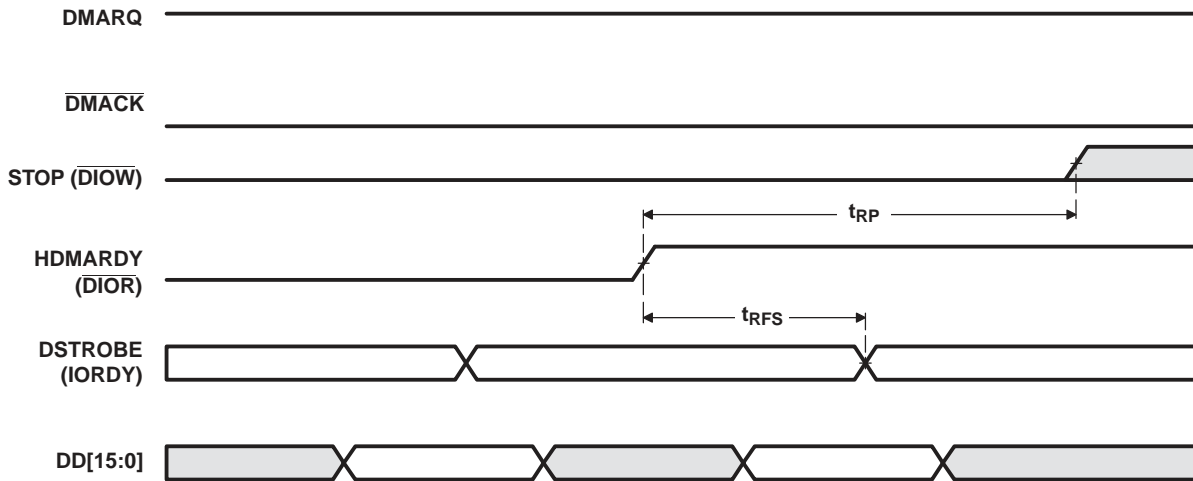 DMARQ
DMACK
STOP (DIOW)
tRP
HDMARDY
(DIOR)
tRFS
DSTROBE
(IORDY)
DD[15:0]